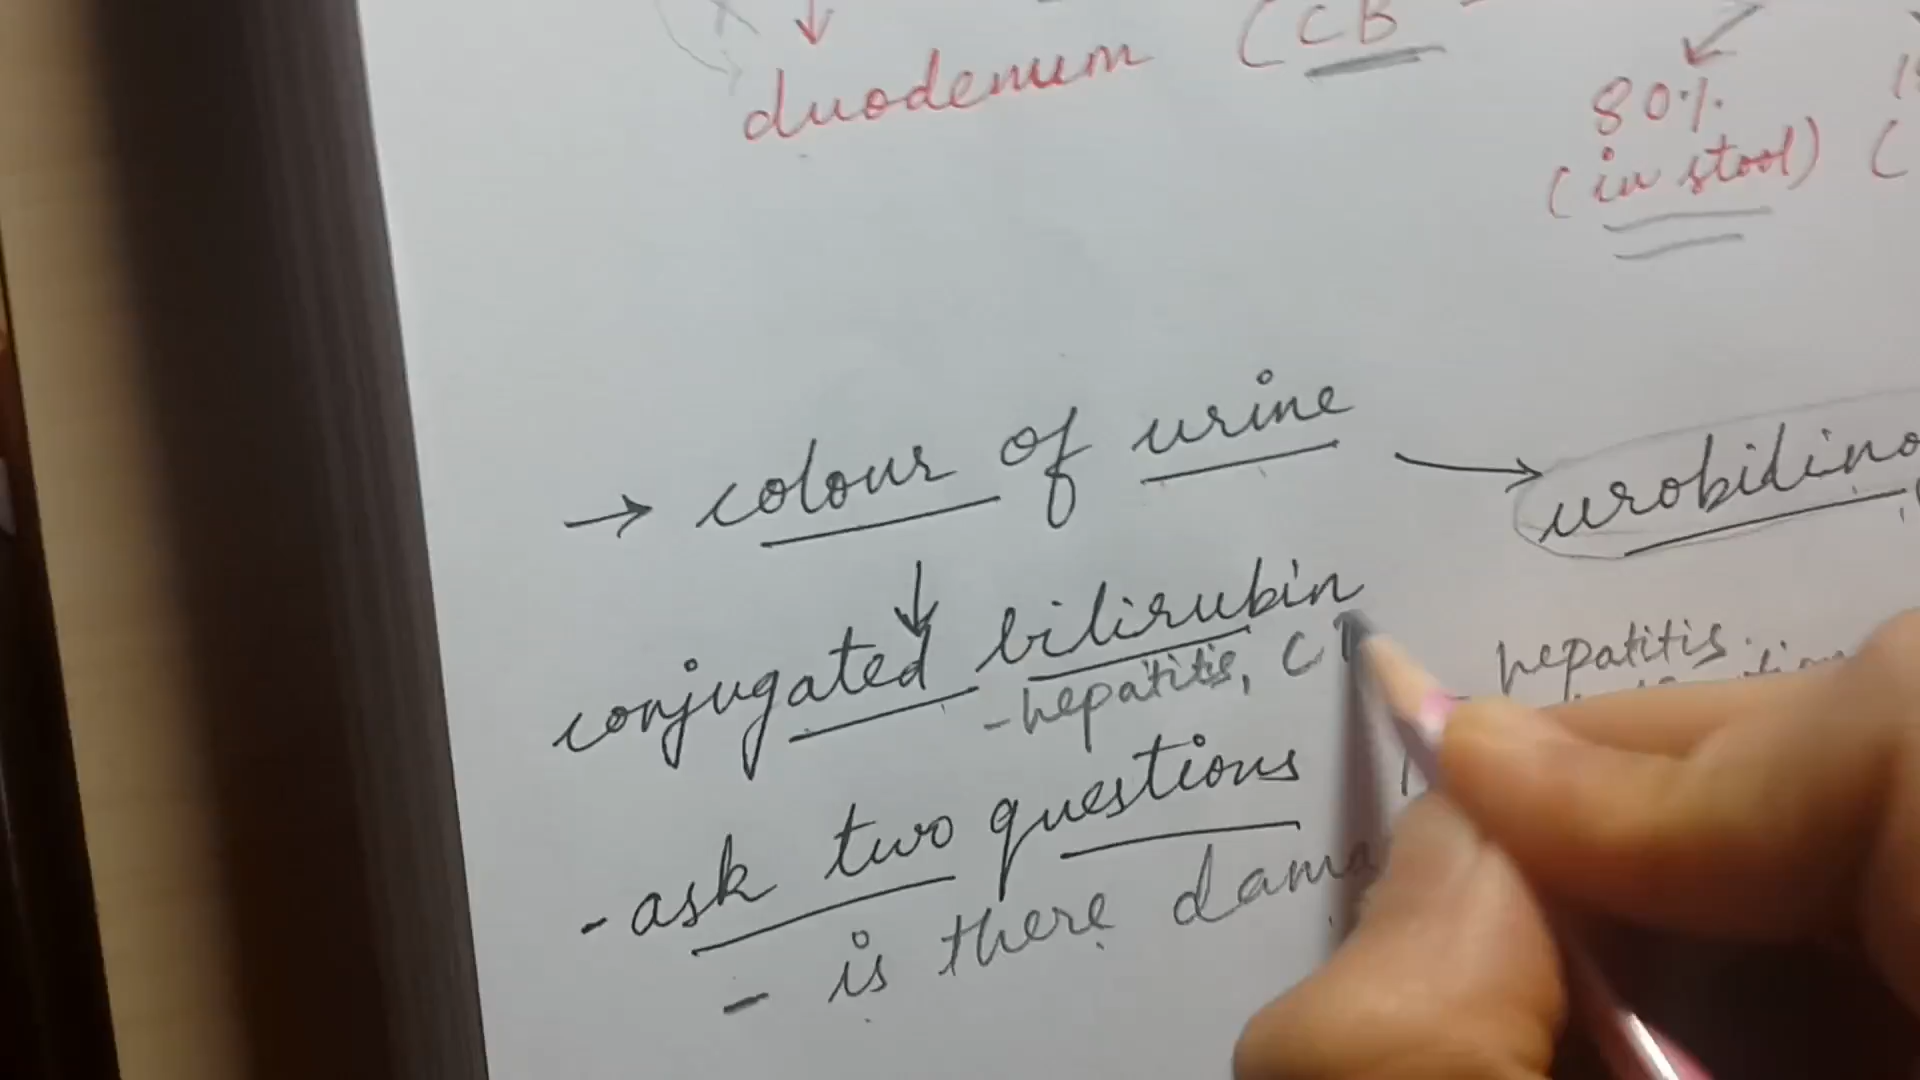 duodenum (CB
80%
(in stool) (
→ colour of urine → urobilino
↓
conjugated bilirubin
- hepatitis, C
- hepatitis.
- ask two questions
- is there dama